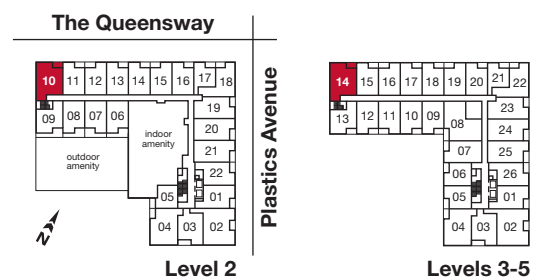 The Queensway
10 11 12 13 14 15 16 17 18
09 08 07 06
19
20
21
22
01
02
03
04
05
indoor
amenity
outdoor
amenity
N
Plastics Avenue
Level 2
14 15 16 17 18 19 20 21 22
13 12 11 10 09
08
07
06
05
04
03
02
01
23
24
25
26
Levels 3-5